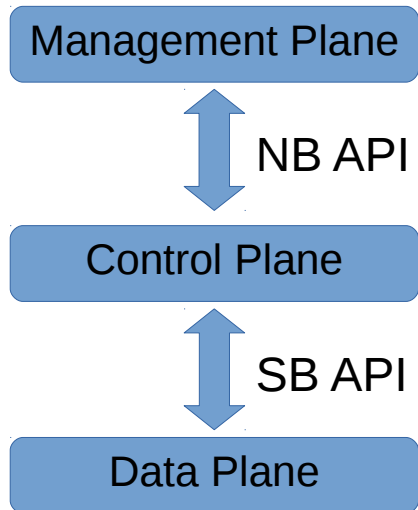 Management Plane
NB API
Control Plane
SB API
Data Plane